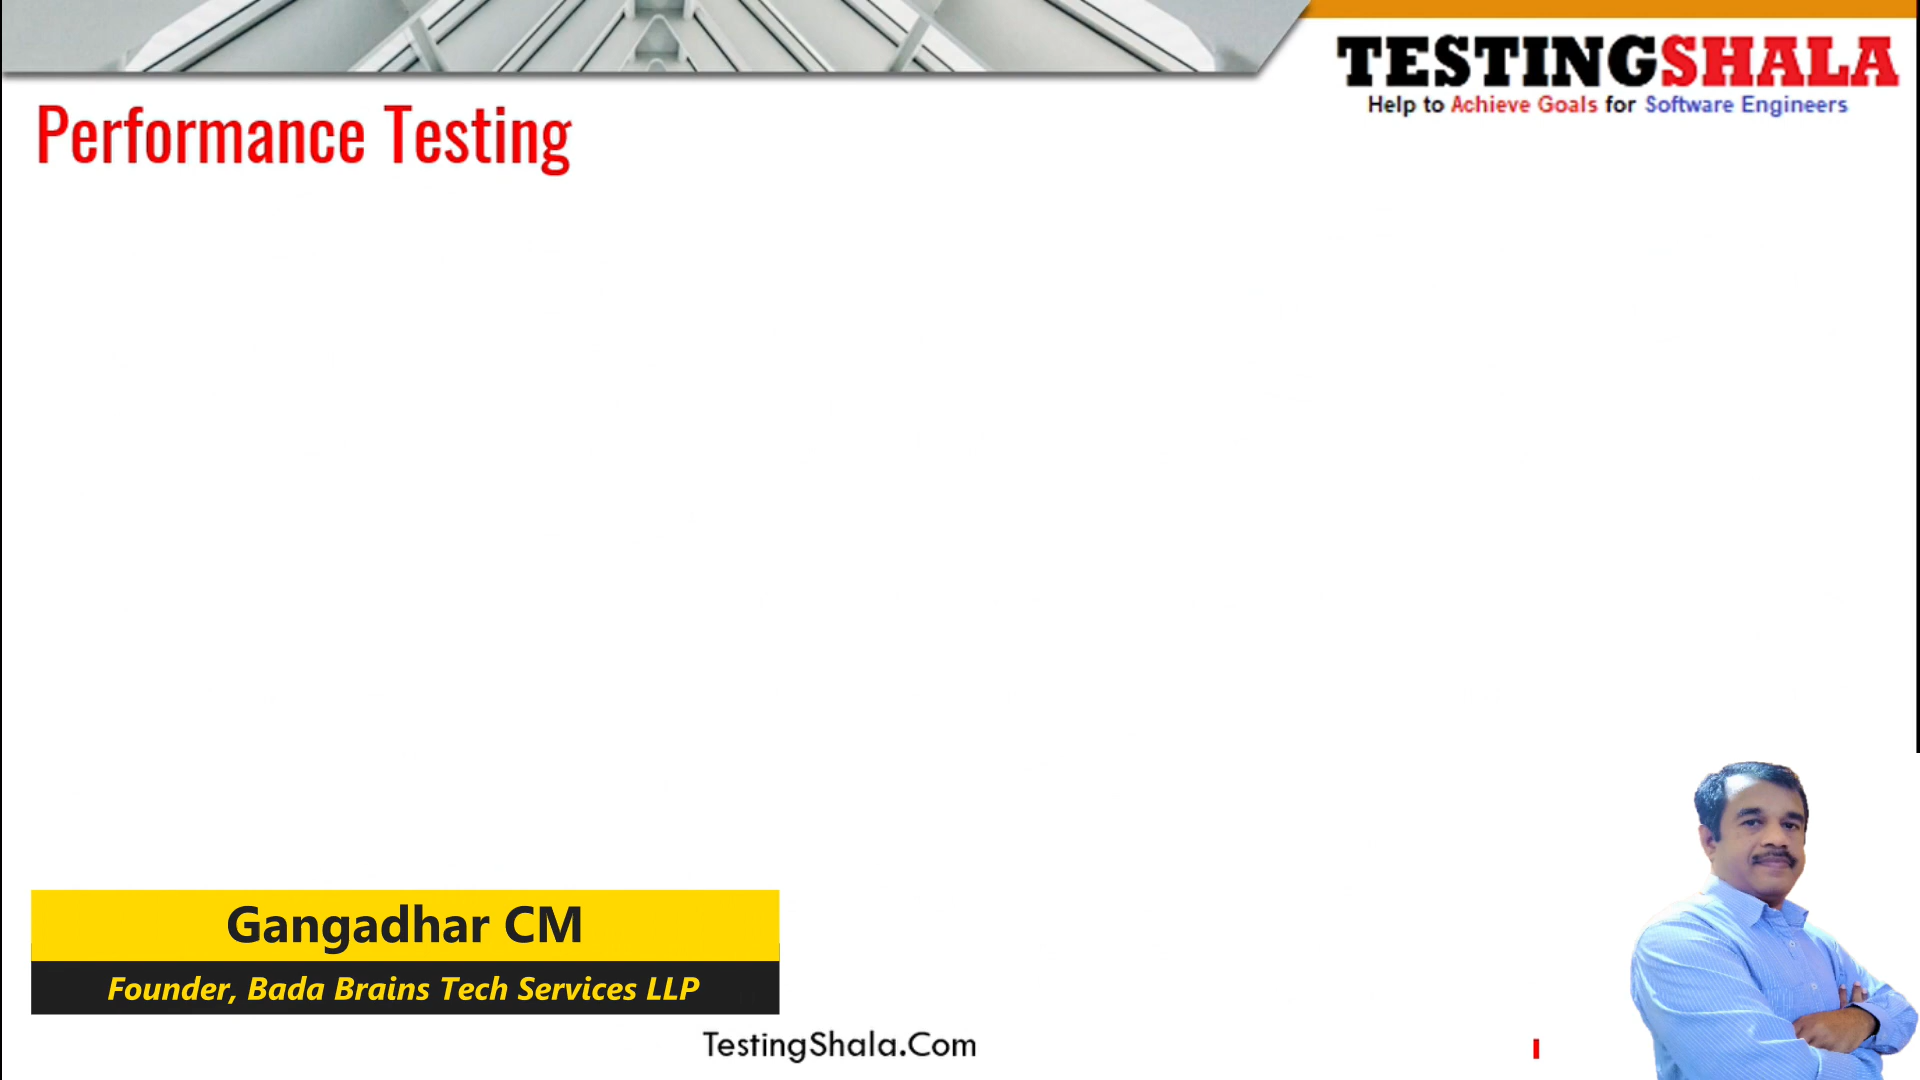 TESTINGSHALA
Help to Achieve Goals for Software Engineers
Performance Testing
Gangadhar CM
Founder, Bada Brains Tech Services LLP
TestingShala.Com